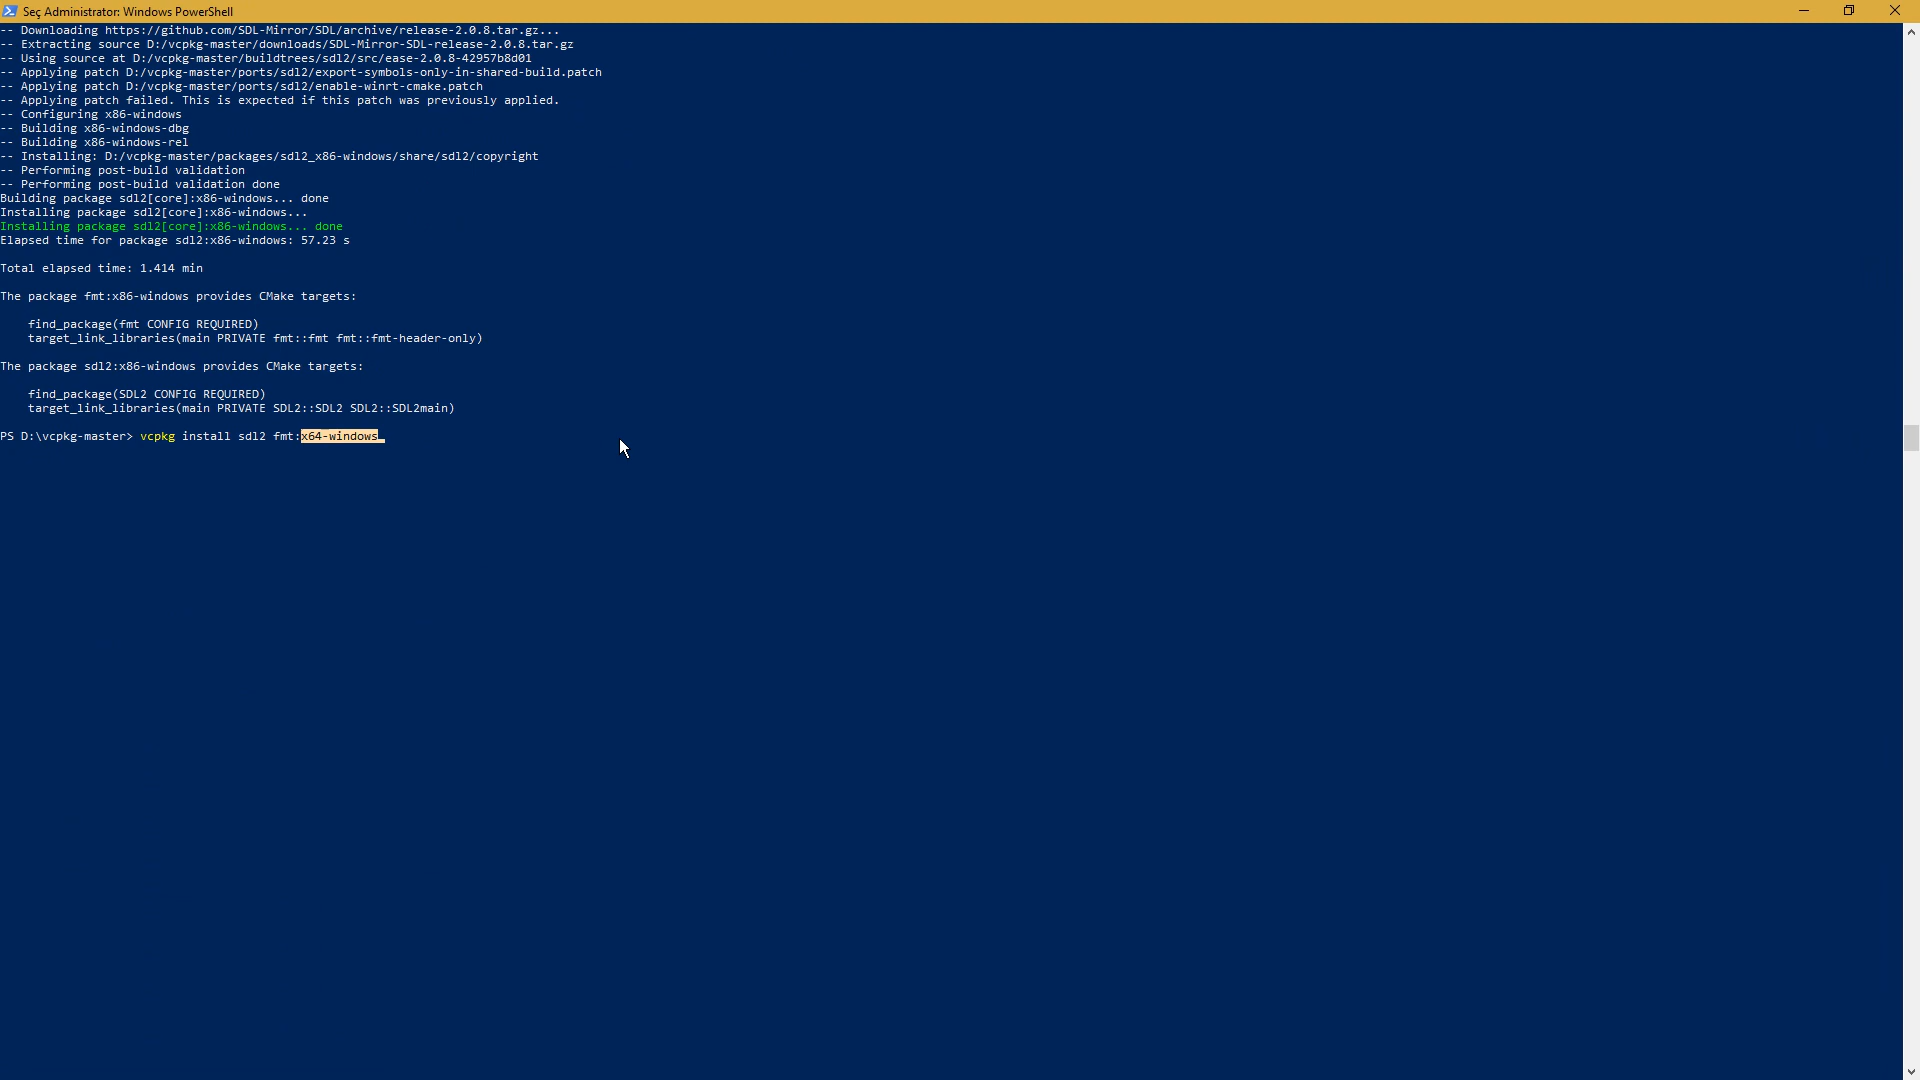 Seç Administrator: Windows PowerShell
-- Downloading https://github.com/SDL-Mirror/SDL/archive/release-2.0.8.tar.gz...
-- Extracting source D:/vcpkg-master/downloads/SDL-Mirror-SDL-release-2.0.8.tar.gz
-- Using source at D:/vcpkg-master/buildtrees/sdl2/src/ease-2.0.8-42957b8d01
-- Applying patch D:/vcpkg-master/ports/sdl2/export-symbols-only-in-shared-build.patch
-- Applying patch D:/vcpkg-master/ports/sdl2/enable-winrt-cmake.patch
-- Applying patch failed. This is expected if this patch was previously applied.
-- Configuring x86-windows
-- Building x86-windows-dbg
-- Building x86-windows-rel
-- Installing: D:/vcpkg-master/packages/sdl2_x86-windows/share/sdl2/copyright
-- Performing post-build validation
-- Performing post-build validation done
Building package sdl2[core]:x86-windows... done
Installing package sdl2[core]:x86-windows...
Installing package sdl2[core]:x86-windows... done
Elapsed time for package sdl2:x86-windows: 57.23 s
Total elapsed time: 1.414 min
The package fmt:x86-windows provides CMake targets:
find_package(fmt CONFIG REQUIRED)
target_link_libraries(main PRIVATE fmt::fmt fmt::fmt-header-only)
The package sdl2:x86-windows provides CMake targets:
find_package(SDL2 CONFIG REQUIRED)
target_link_libraries(main PRIVATE SDL2::SDL2 SDL2::SDL2main)
PS D:\vcpkg-master> vcpkg install sdl2 fmt:x64-windows_